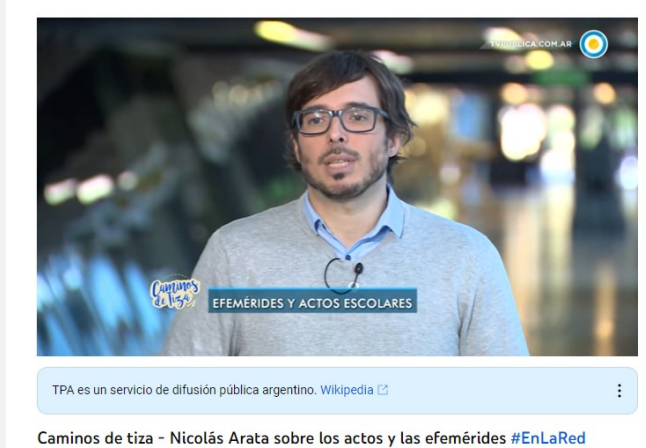 TVPUBLICA.COM.AR
Caminos
de tiza
EFEMÉRIDES Y ACTOS ESCOLARES
TPA es un servicio de difusión pública argentino. Wikipedia
Caminos de tiza - Nicolás Arata sobre los actos y las efemérides #EnLaRed